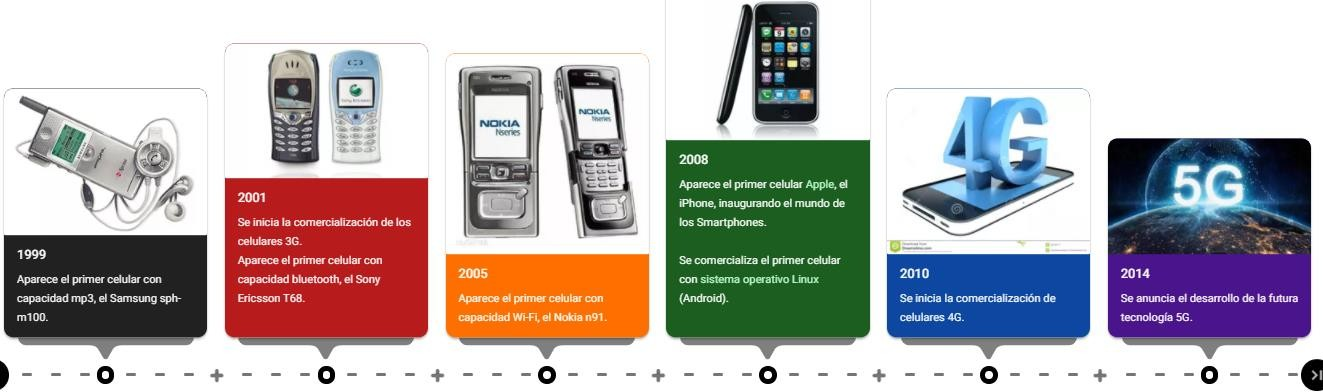 1999
Aparece el primer celular con
capacidad mp3, el Samsung sph-
m100.
SONY ERICSSON
2001
Se inicia la comercialización de los
celulares 3G.
Aparece el primer celular con
capacidad bluetooth, el Sony
Ericsson T68.
NOKIA
Nseries
NOKIA
Nseries
2005
Aparece el primer celular con
capacidad Wi-Fi, el Nokia n91.
2008
Aparece el primer celular Apple, el
iPhone, inaugurando el mundo de
los Smartphones.
Se comercializa el primer celular
con sistema operativo Linux
(Android).
4G
2010
Se inicia la comercialización de
celulares 4G.
5G
2014
Se anuncia el desarrollo de la futura
tecnología 5G.